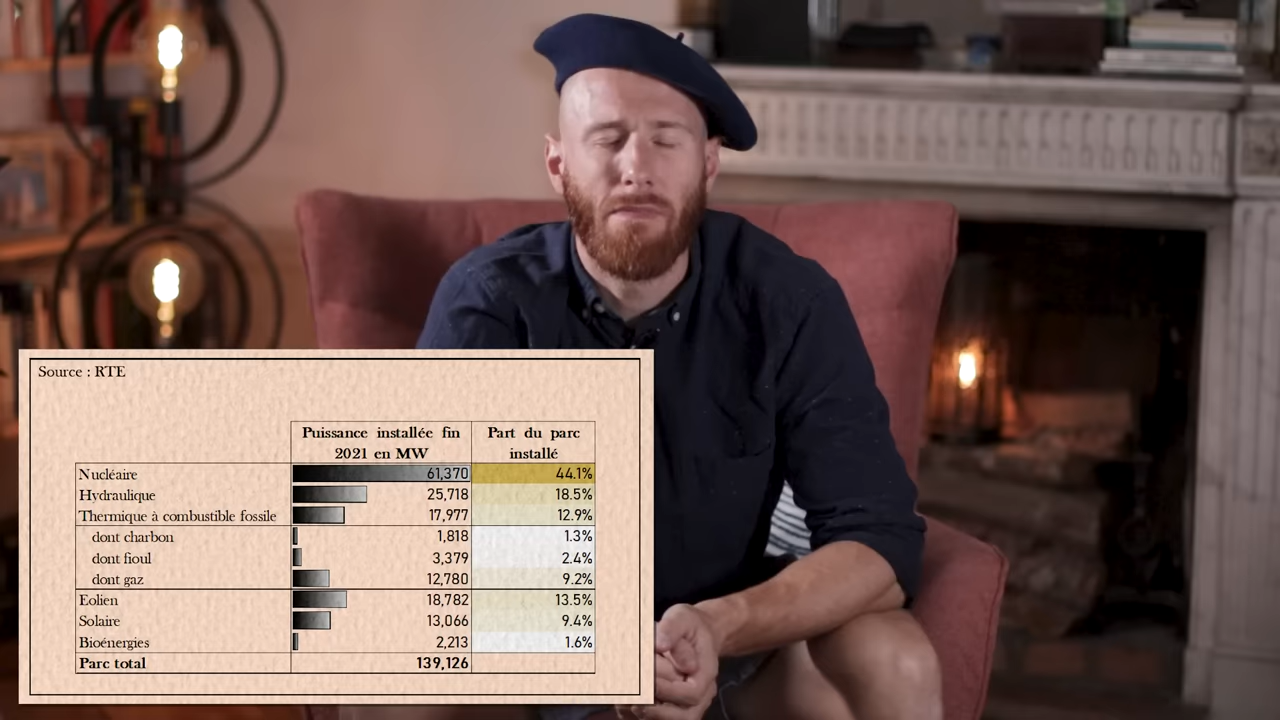 Source : RTE
Puissance installée fin Part du parc
2021 en MW installé
Nucléaire 61,370 44.1%
Hydraulique 25,718 18.5%
Thermique à combustible fossile 17,977 12.9%
dont charbon 1,818 1.3%
dont fioul 3,379 2.4%
dont gaz 12,780 9.2%
Eolien 18,782 13.5%
Solaire 13,066 9.4%
Bioénergies 2,213 1.6%
Parc total 139,126